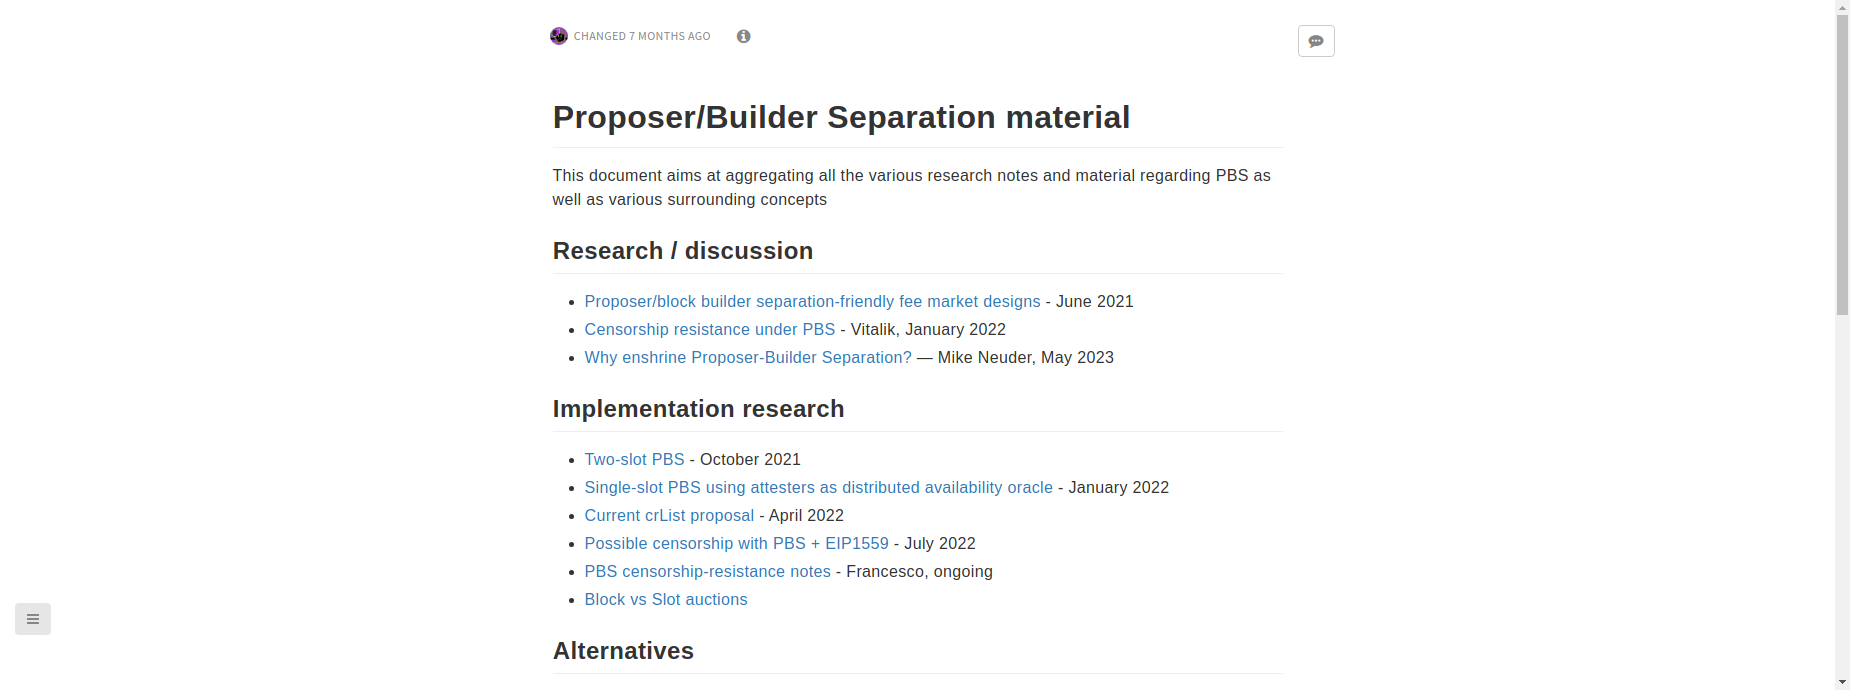 CHANGED 7 MONTHS AGO
Proposer/Builder Separation material
This document aims at aggregating all the various research notes and material regarding PBS as
well as various surrounding concepts
Research / discussion
Proposer/block builder separation-friendly fee market designs - June 2021
Censorship resistance under PBS - Vitalik, January 2022
Why enshrine Proposer-Builder Separation? — Mike Neuder, May 2023
Implementation research
Two-slot PBS - October 2021
Single-slot PBS using attesters as distributed availability oracle - January 2022
Current crList proposal - April 2022
Possible censorship with PBS + EIP1559 - July 2022
PBS censorship-resistance notes - Francesco, ongoing
Block vs Slot auctions
Alternatives